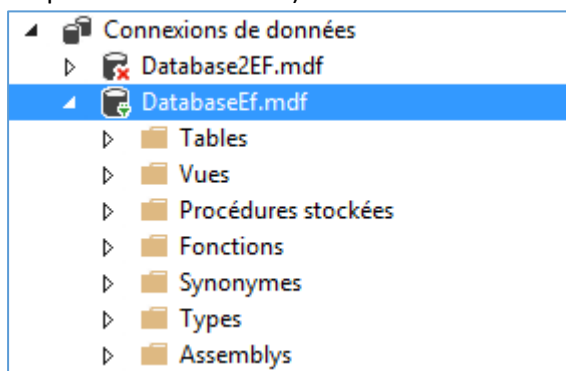 Connexions de données
Database2EF.mdf
DatabaseEf.mdf
Tables
Vues
Procédures stockées
Fonctions
Synonymes
Types
Assemblys